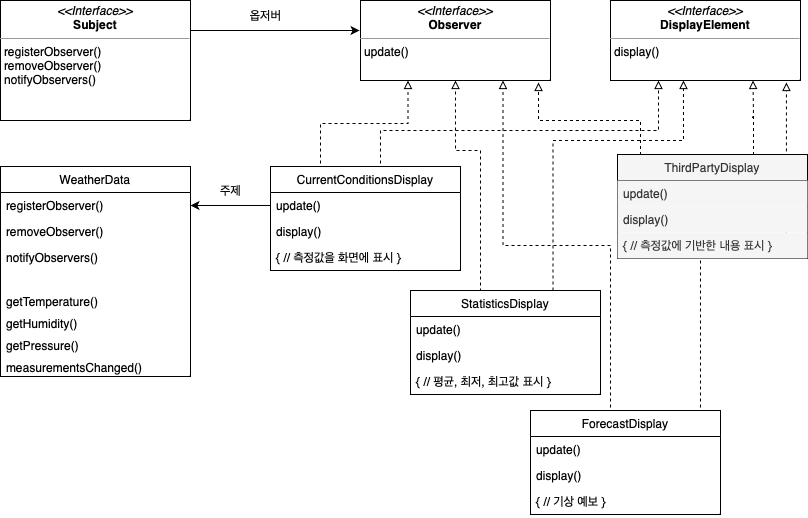 <<Interface>>
Subject
registerObserver()
removeObserver()
notifyObservers()
옵저버
<<Interface>>
Observer
update()
<<Interface>>
DisplayElement
display()
WeatherData
registerObserver()
removeObserver()
notifyObservers()
getTemperature()
getHumidity()
getPressure()
measurementsChanged()
주제
CurrentConditionsDisplay
update()
display()
{ // 측정값을 화면에 표시 }
ThirdPartyDisplay
update()
display()
{ // 측정값에 기반한 내용 표시 }
StatisticsDisplay
update()
display()
{ // 평균, 최저, 최고값 표시 }
ForecastDisplay
update()
display()
{ // 기상 예보 }